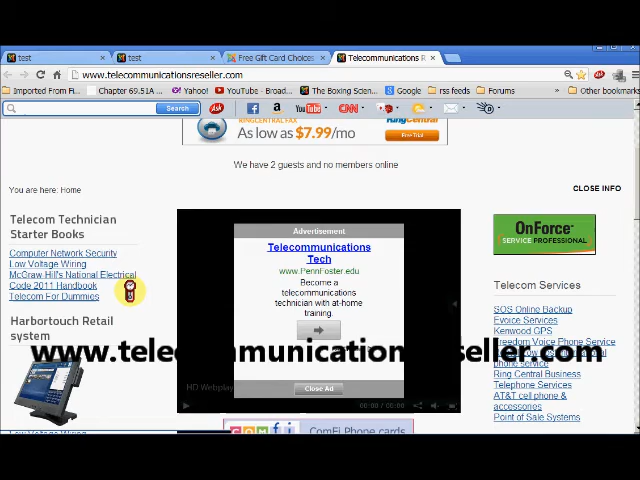 test
test
Free Gift Card Choices
Telecommunications R
www.telecommunicationsreseller.com
Imported From Fi
Chapter 69.51A
Yahoo!
YouTube - Broad...
The Boxing Scien
Google
rss feeds
Forums
»
Other bookmarks
Search
Ask
You Tube
CNN
RINGCENTRAL FAX
As low as $7.99/mo
RingCentral
Free Trial
We have 2 guests and no members online
You are here: Home
CLOSE INFO
Telecom Technician
Starter Books
Computer Network Security
Low Voltage Wiring
McGraw Hill's National Electrical
Code 2011 Handbook
Telecom For Dummies
Harbortouch Retail
system
Low Voltage Wiring
Advertisement
Telecommunications
Tech
www.PennFoster.edu
Become a
telecommunications
technician with at-home
training.
Close Ad
HD Webplay
00:00 / 00:00
www.telecommunicationsreseller.com
OnForce
SERVICE PROFESSIONAL
Telecom Services
SOS Online Backup
Evoice Services
Kenwood GPS
Freedom Voice Phone Service
phone service
Ring Central Business
Telephone Services
AT&T cell phone &
accessories
Point of Sale Systems
comfi
ComFi Phone cards